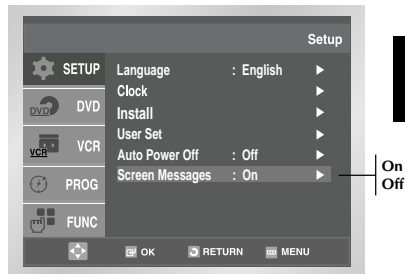 Setup
SETUP
DVD
DVD
VCR
VCR
PROG
FUNC
Language : English
Clock
Install
User Set
Auto Power Off : Off
Screen Messages : On
On
Off
OK RETURN MENU